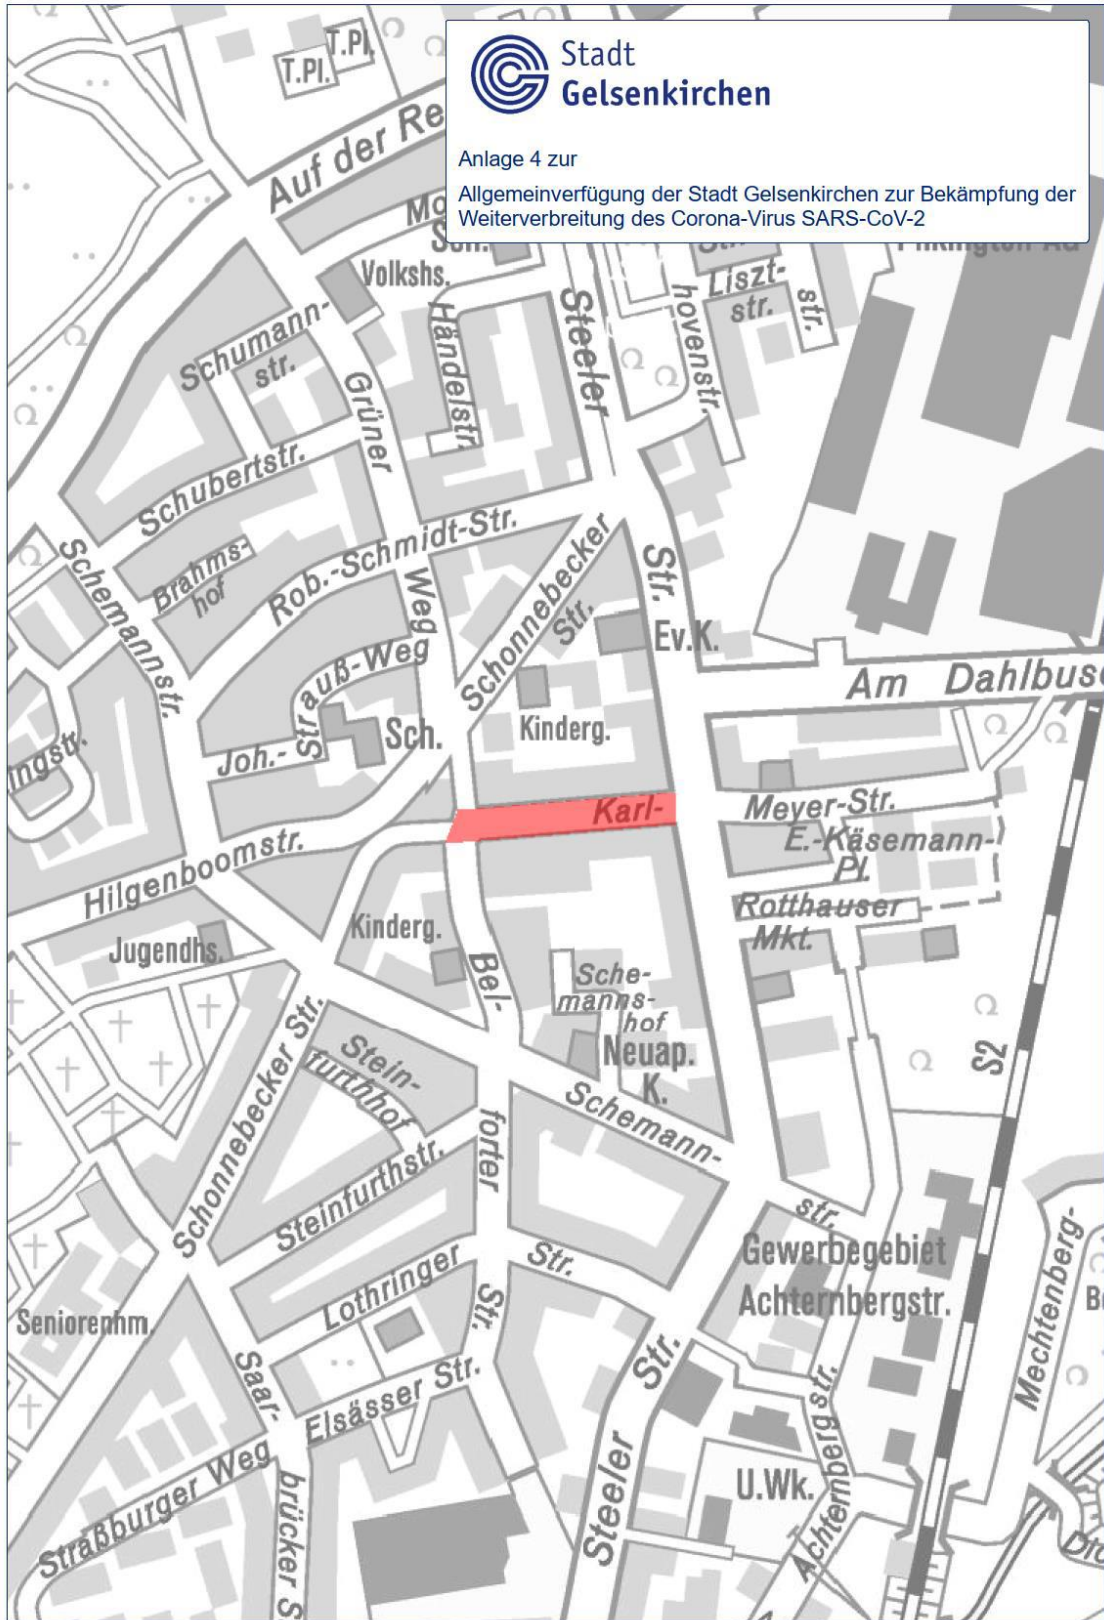 Stadt
Gelsenkirchen
Anlage 4 zur
Allgemeinverfügung der Stadt Gelsenkirchen zur Bekämpfung der
Weiterverbreitung des Corona-Virus SARS-CoV-2
T.Pl.
T.Pl.
Auf der
Volkshs.
Händelstr.
Steeler
hovenstr.
Liszt-
str.
str.
Schumann-
str.
Grüner
Schubertstr.
Schemannstr.
Brahms-
hof
Rob.-Schmidt-Str.
Weg
Schonnebecker
Str.
Str.
Ev.K.
Am Dahlbusc
Joh.-
Strauß-Weg
Sch.
Kinderg.
ingstr.
Karl-
Meyer-Str.
E.-Käsemann-
Pl.
Rotthauser
Mkt.
Hilgenboomstr.
Jugendhs.
Kinderg.
Bel-
Sche-
manns-
hof
Neuap.
K.
S2
Schonnebecker Str.
Stein-
furthhof
Schemann-
str.
forter
Steinfurthstr.
Gewerbegebiet
Achternbergstr.
Mechtenberg-
Lothringer
Str.
Str.
Seniorenhm.
Saar-
Elsässer Str.
Str.
Achternberg str.
Straßburger Weg
brücker S
Steeler
U.Wk.
Achternberg